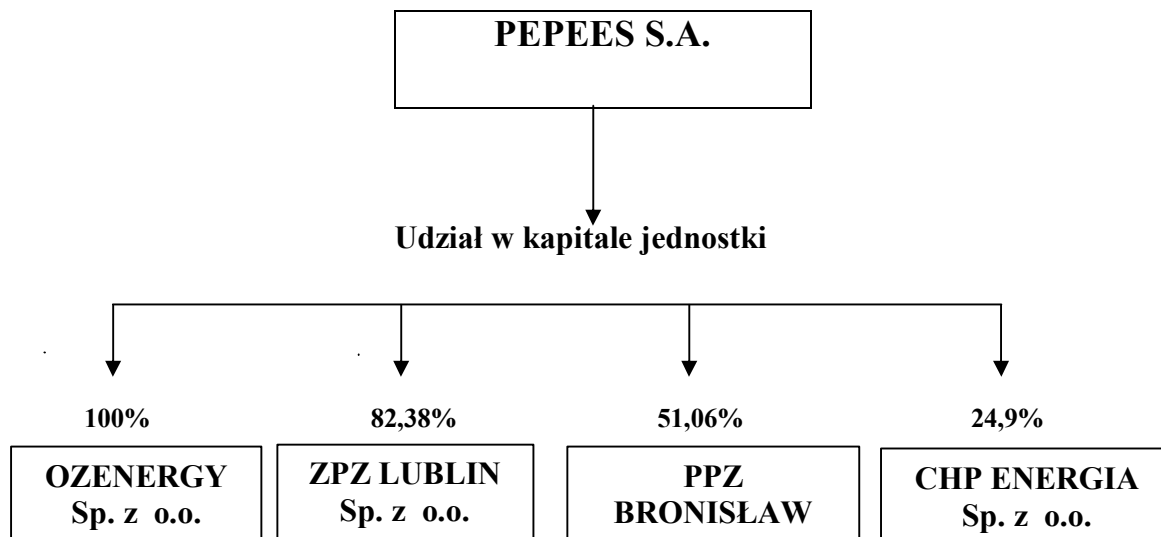 PEPEES S.A.
Udział w kapitale jednostki
100%
82,38%
51,06%
24,9%
OZENERGY
Sp. z o.o.
ZPZ LUBLIN
Sp. z o.o.
PPZ
BRONISŁAW
CHP ENERGIA
Sp. z o.o.